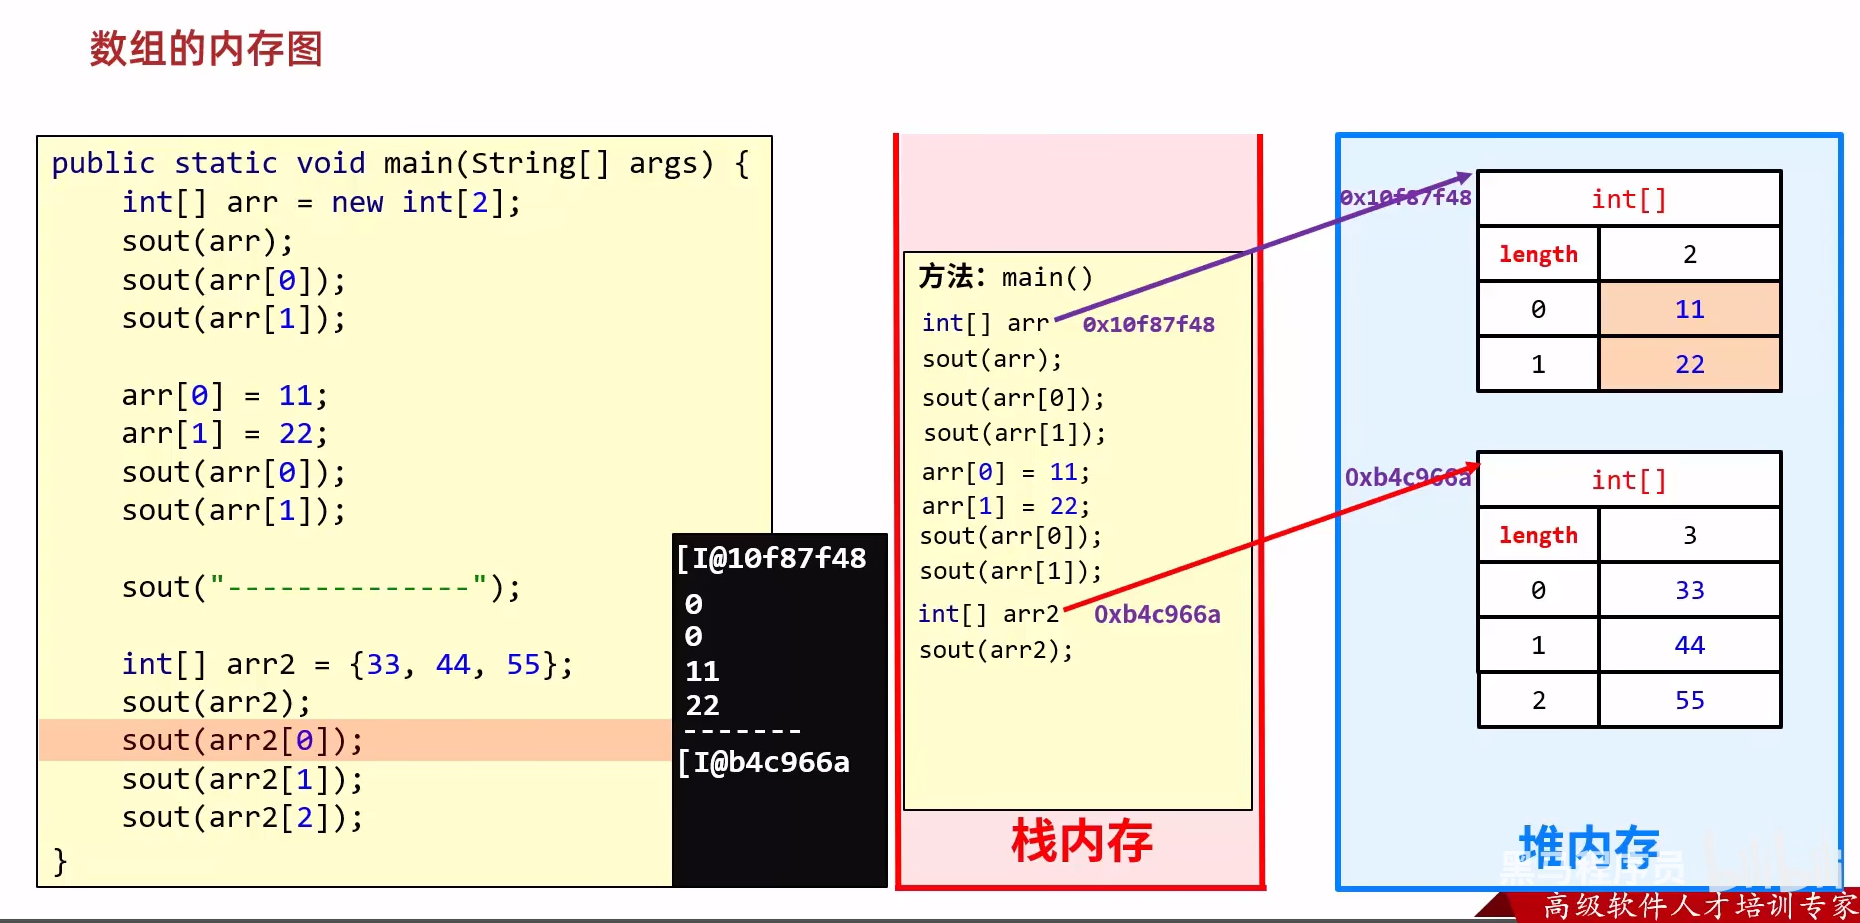 数组的内存图
public static void main(String[] args) {
int[] arr = new int[2];
sout(arr);
sout(arr[0]);
sout(arr[1]);
arr[0] = 11;
arr[1] = 22;
sout(arr[0]);
sout(arr[1]);
sout("--------------");
int[] arr2 = {33, 44, 55};
sout(arr2);
sout(arr2[0]);
sout(arr2[1]);
sout(arr2[2]);
}
[I@10f87f48
0
0
11
22
-------
[I@b4c966a
方法：main()
int[] arr 0x10f87f48
sout(arr);
sout(arr[0]);
sout(arr[1]);
arr[0] = 11;
arr[1] = 22;
sout(arr[0]);
sout(arr[1]);
int[] arr2 0xb4c966a
sout(arr2);
栈内存
0x10f87f48
int[]
length 2
0 11
1 22
0xb4c966a
int[]
length 3
0 33
1 44
2 55
堆内存
黑马程序员
高级软件人才培训专家